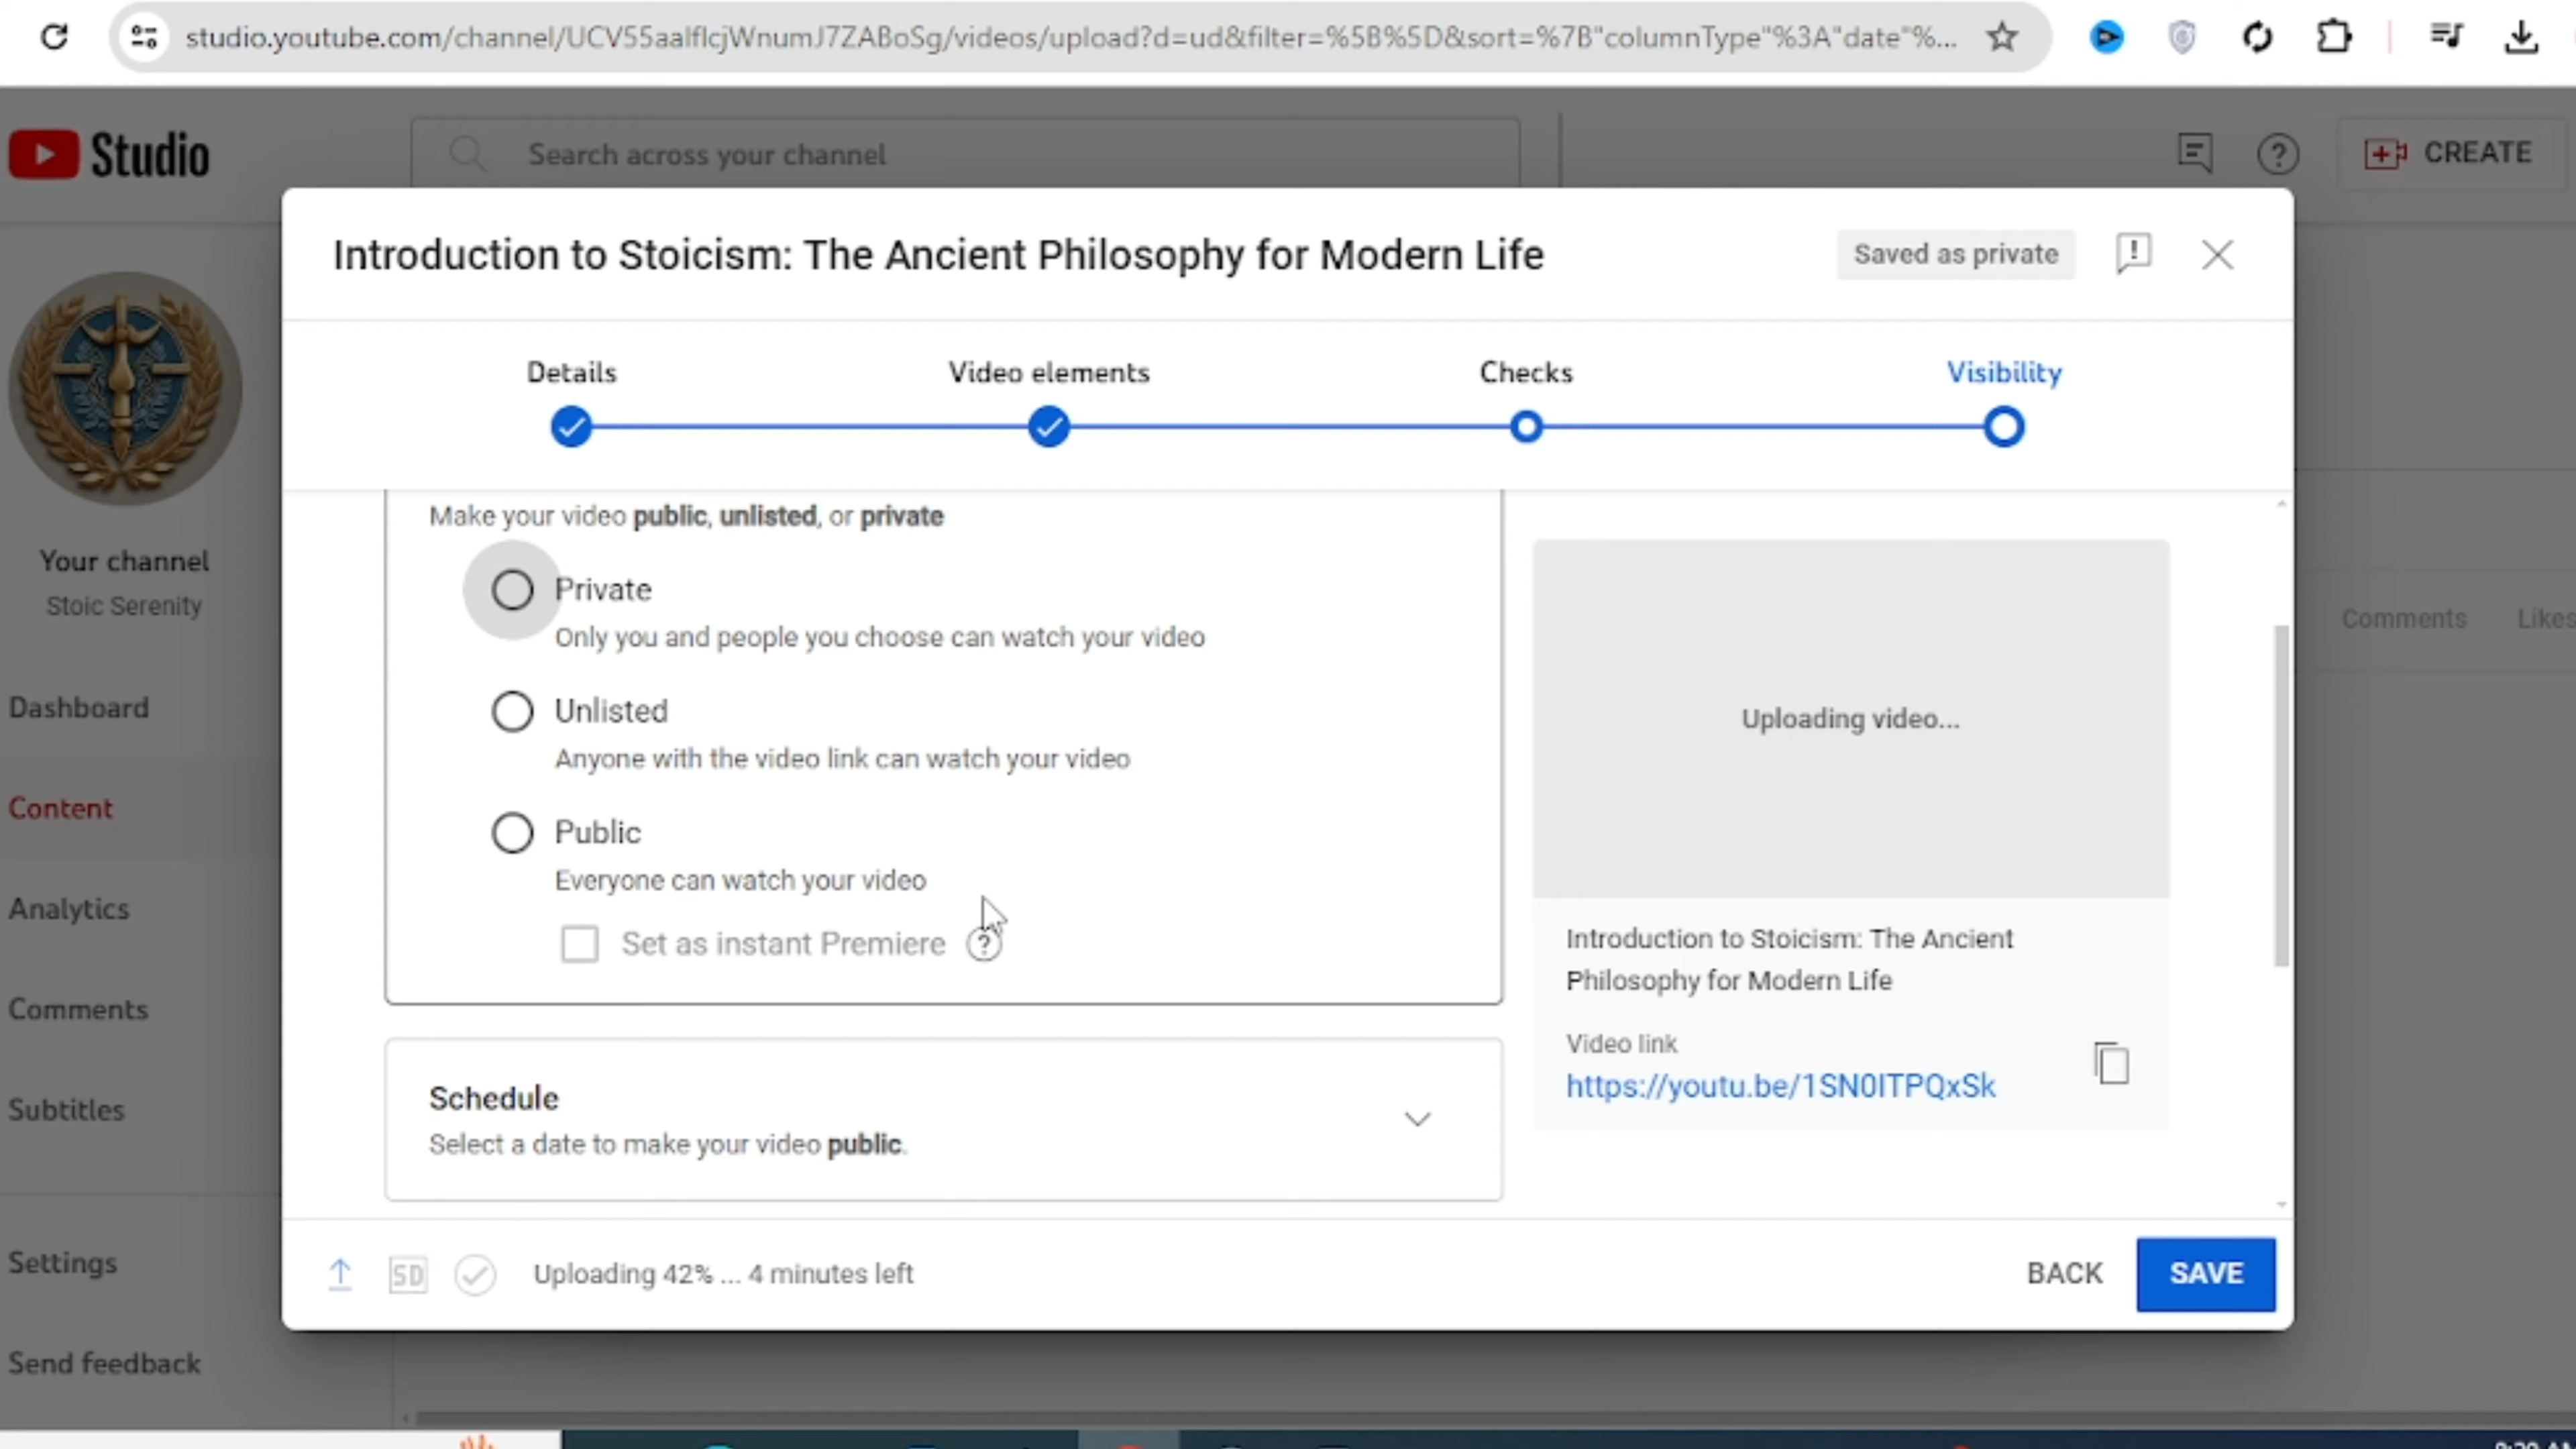 studio.youtube.com/channel/UCV55aalflcjWnumJ7ZABoSg/videos/upload?d=ud&filter=%5B%5D&sort=%7B"columnType"%3A"date"%...
Studio
Search across your channel
CREATE
Introduction to Stoicism: The Ancient Philosophy for Modern Life
Saved as private
Details
Video elements
Checks
Visibility
Make your video public, unlisted, or private
Private
Only you and people you choose can watch your video
Unlisted
Anyone with the video link can watch your video
Public
Everyone can watch your video
Set as instant Premiere
Schedule
Select a date to make your video public.
Uploading video...
Introduction to Stoicism: The Ancient
Philosophy for Modern Life
Video link
https://youtu.be/1SN0ITPQxSk
SD
Uploading 42% ... 4 minutes left
BACK
SAVE
Your channel
Stoic Serenity
Dashboard
Content
Analytics
Comments
Subtitles
Settings
Send feedback
Comments
Likes